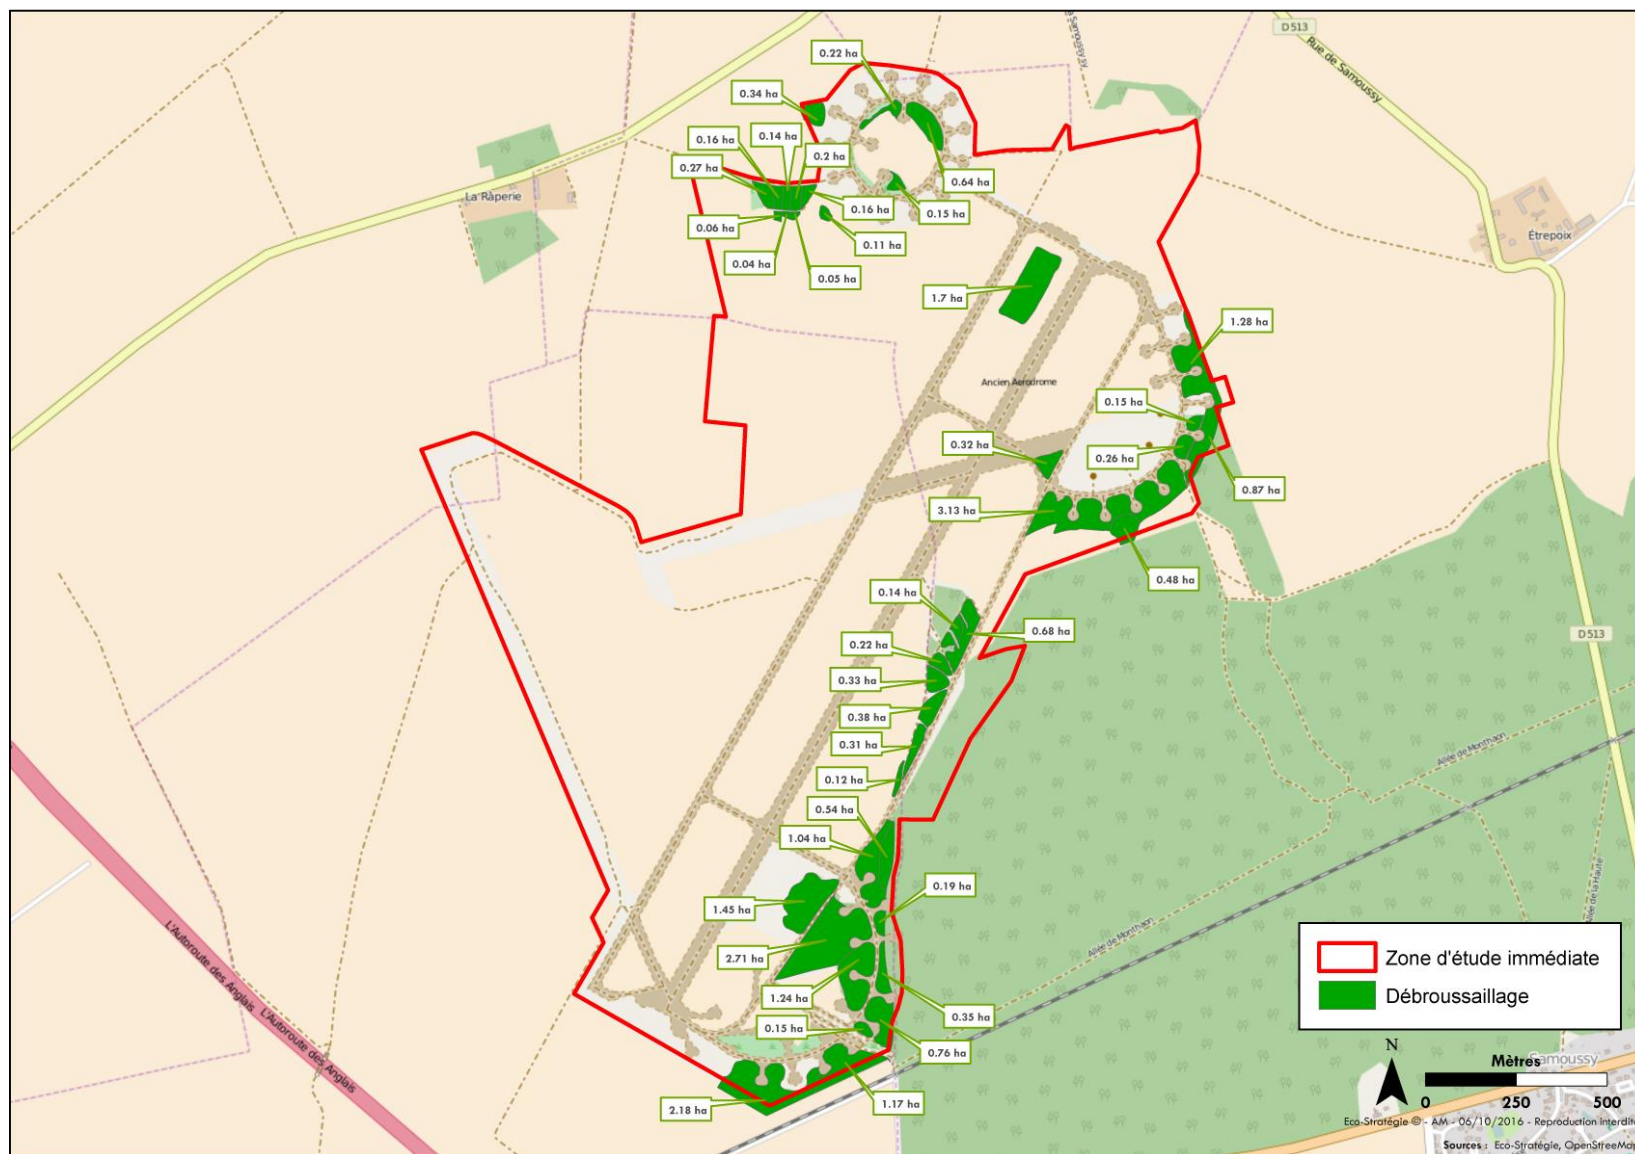 D513
Rue de Samoussy
0.22 ha
0.34 ha
0.16 ha
0.14 ha
0.2 ha
0.27 ha
0.64 ha
La Râperie
0.16 ha
0.15 ha
0.06 ha
0.11 ha
0.04 ha
0.05 ha
Étrepoix
1.7 ha
1.28 ha
Ancien Aerodrome
0.15 ha
0.32 ha
0.26 ha
0.87 ha
3.13 ha
0.48 ha
0.14 ha
0.68 ha
D513
0.22 ha
0.33 ha
0.38 ha
0.31 ha
Allée de Monthaon
0.12 ha
0.54 ha
1.04 ha
0.19 ha
Allée de la Haute
1.45 ha
Allée de Monthaon
L'Autoroute des Anglais
2.71 ha
Zone d'étude immédiate
Débroussaillage
1.24 ha
0.35 ha
L'Autoroute des Anglais
0.15 ha
0.76 ha
N
Mètres
Samoussy
0 250 500
2.18 ha
1.17 ha
Eco-Stratégie © - AM - 06/10/2016 - Reproduction interdite
Sources : Eco-Stratégie, OpenStreeMap